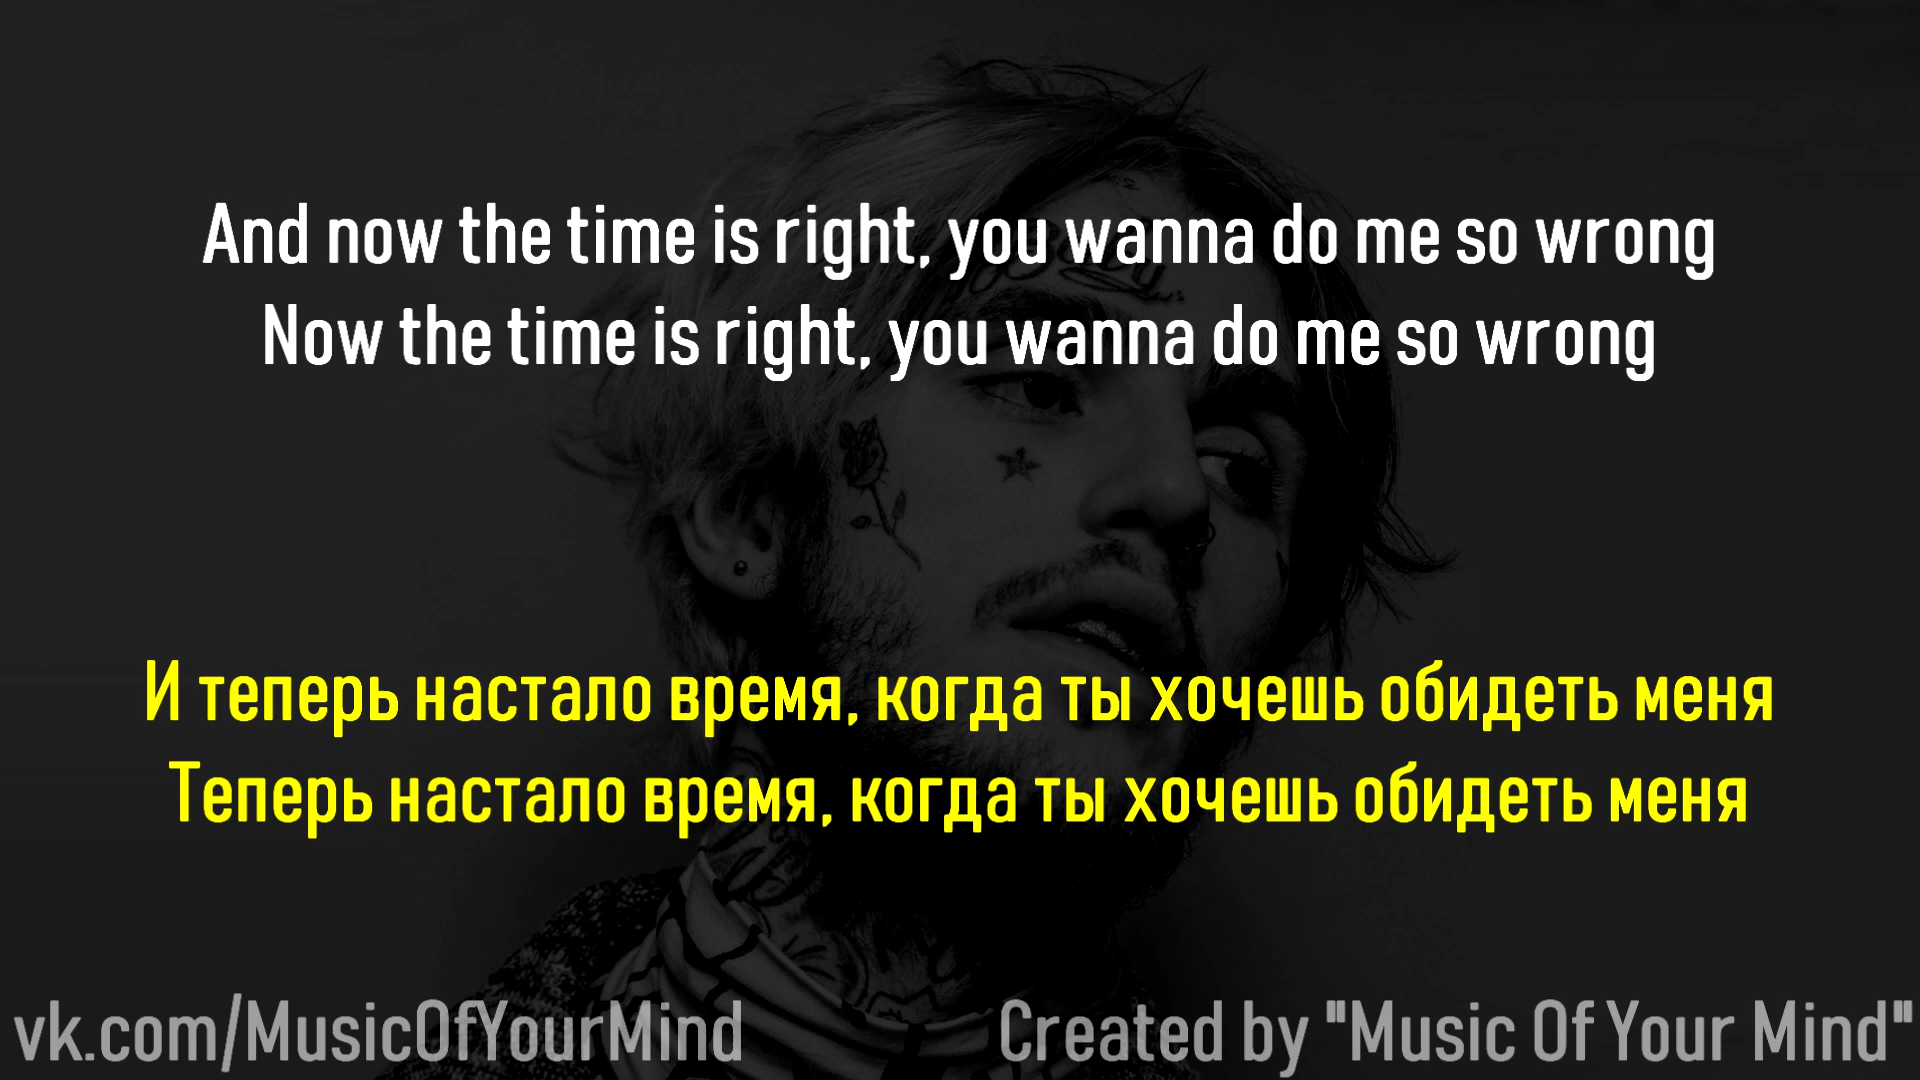 And now the time is right, you wanna do me so wrong
Now the time is right, you wanna do me so wrong
И теперь настало время, когда ты хочешь обидеть меня
Теперь настало время, когда ты хочешь обидеть меня
vk.com/MusicOfYourMind
Created by "Music Of Your Mind"